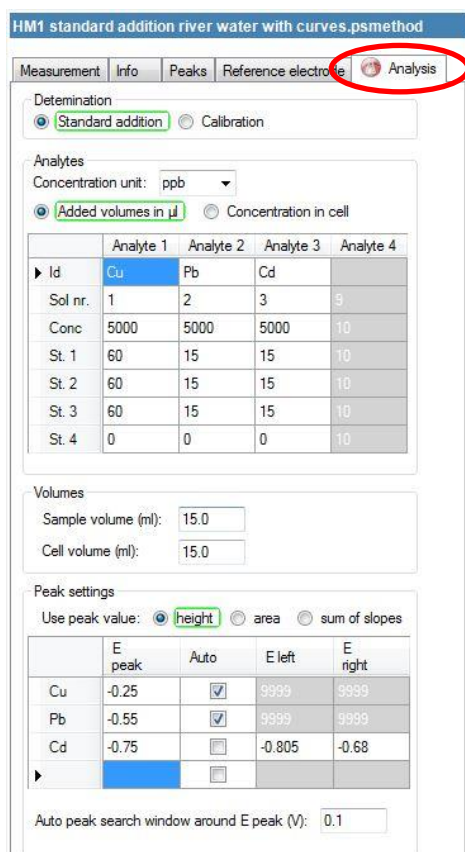 HM1 standard addition river water with curves.psmethod
Measurement Info Peaks Reference electrode Analysis
Detemination
Standard addition Calibration
Analytes
Concentration unit: ppb
Added volumes in µl Concentration in cell
Analyte 1 Analyte 2 Analyte 3 Analyte 4
Id Cu Pb Cd
Sol nr. 1 2 3 9
Conc 5000 5000 5000 10
St. 1 60 15 15 10
St. 2 60 15 15 10
St. 3 60 15 15 10
St. 4 0 0 0 10
Volumes
Sample volume (ml): 15.0
Cell volume (ml): 15.0
Peak settings
Use peak value: height area sum of slopes
E peak Auto E left E right
Cu -0.25 9999 9999
Pb -0.55 9999 9999
Cd -0.75 -0.805 -0.68
Auto peak search window around E peak (V): 0.1